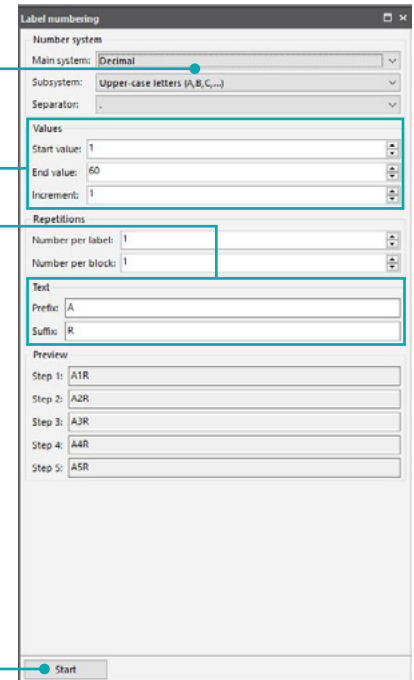 Label numbering
Number system
Main system: Decimal
Subsystem: Upper-case letters (A,B,C,...)
Separator: .
Values
Start value: 1
End value: 60
Increment: 1
Repetitions
Number per label: 1
Number per block: 1
Text
Prefix: A
Suffix: R
Preview
Step 1: A1R
Step 2: A2R
Step 3: A3R
Step 4: A4R
Step 5: A5R
Start